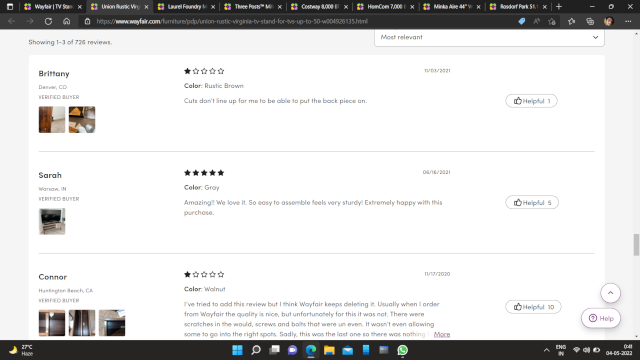 Wayfair | TV Stand
Union Rustic Virgi
Laurel Foundry M
Three Posts™ Mill
Costway 8,000 B
HomCom 7,000 B
Minka Aire 44" W
Rosdorf Park $1.
https://www.wayfair.com/furniture/pdp/union-rustic-virginia-tv-stand-for-tvs-up-to-50-w004926135.html
Showing 1-3 of 726 reviews.
Most relevant
Brittany
11/03/2021
Denver, CO
Color: Rustic Brown
VERIFIED BUYER
Cuts don't line up for me to be able to put the back piece on.
Helpful 1
Sarah
06/16/2021
Warsaw, IN
Color: Gray
VERIFIED BUYER
Amazing!! We love it. So easy to assemble feels very sturdy! Extremely happy with this
purchase.
Helpful 5
Connor
11/17/2020
Huntington Beach, CA
Color: Walnut
VERIFIED BUYER
I've tried to add this review but I think Wayfair keeps deleting it. Usually when I order
from Wayfair the quality is nice, but unfortunately for this it was not. There were
scratches in the would, screws and bolts that were un even. It wasn't even allowing
some to go into the right spots. Sadly, this was the last one so there was nothing
More
Helpful 10
Help
27°C
Haze
ENG
IN
0:41
04-05-2022